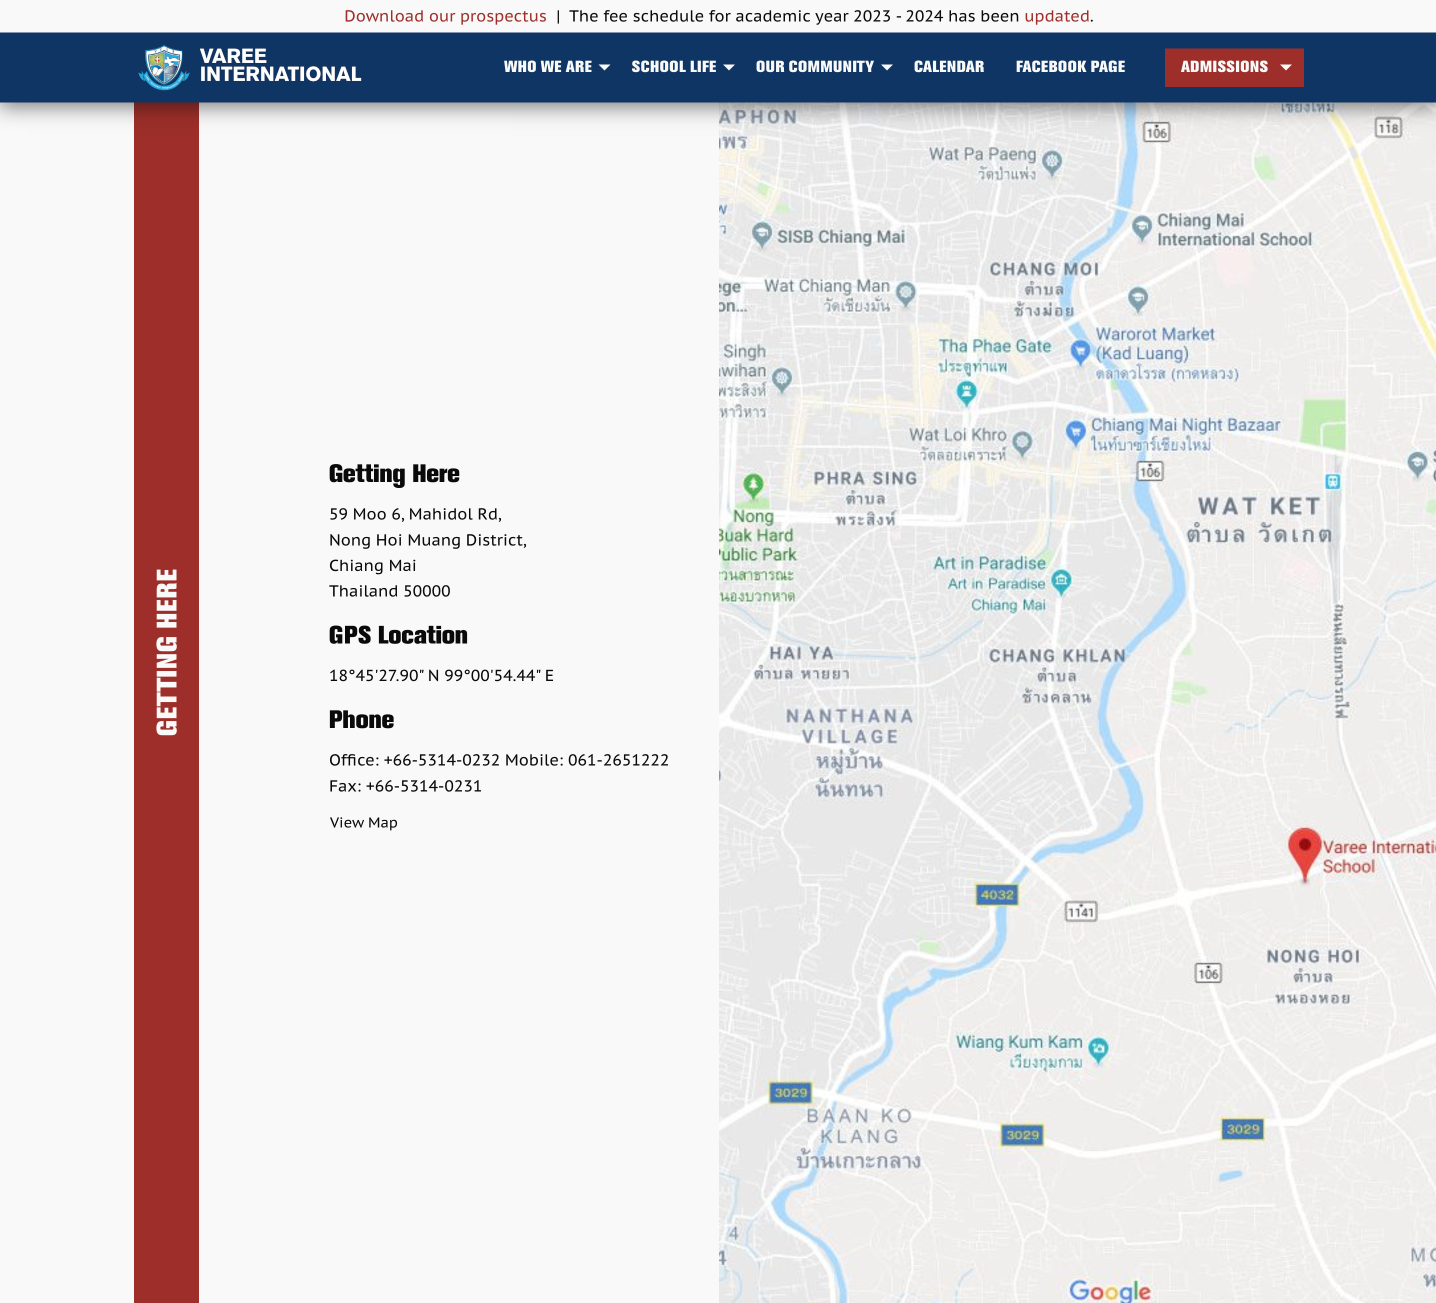 Download our prospectus | The fee schedule for academic year 2023 - 2024 has been updated.
VAREE
INTERNATIONAL
WHO WE ARE
SCHOOL LIFE
OUR COMMUNITY
CALENDAR
FACEBOOK PAGE
ADMISSIONS
GETTING HERE
Getting Here
59 Moo 6, Mahidol Rd,
Nong Hoi Muang District,
Chiang Mai
Thailand 50000
GPS Location
18°45'27.90" N 99°00'54.44" E
Phone
Office: +66-5314-0232 Mobile: 061-2651222
Fax: +66-5314-0231
View Map
APHON
106
118
Wat Pa Paeng
วัดป่าแพ่ง
SISB Chiang Mai
Chiang Mai
International School
CHANG MOI
ตำบล
ช้างม่อย
Wat Chiang Man
วัดเชียงมั่น
Warorot Market
(Kad Luang)
ตลาดวโรรส (กาดหลวง)
Tha Phae Gate
ประตูท่าแพ
Singh
พระสิงห์
Chiang Mai Night Bazaar
ไนท์บาซาร์เชียงใหม่
Wat Loi Khro
วัดลอยเคราะห์
106
PHRA SING
ตำบล
พระสิงห์
WAT KET
ตำบล วัดเกต
Nong
Buak Hard
Public Park
Art in Paradise
Art in Paradise
Chiang Mai
HAI YA
ตำบล หายยา
CHANG KHLAN
ตำบล
ช้างคลาน
NANTHANA
VILLAGE
หมู่บ้าน
นันทนา
Varee Internati
School
4032
1141
106
NONG HOI
ตำบล
หนองหอย
Wiang Kum Kam
เวียงกุมกาม
3029
BAAN KO
KLANG
บ้านเกาะกลาง
3029
3029
Google